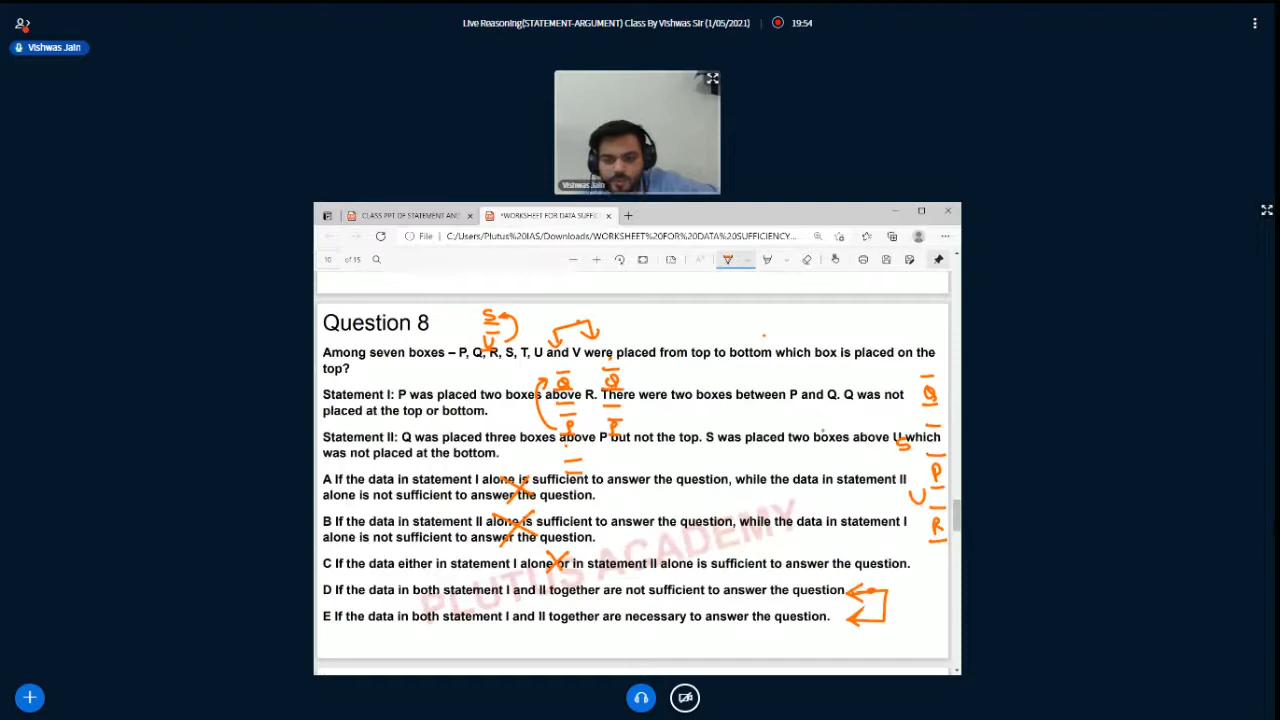 Live Reasoning(STATEMENT-ARGUMENT) Class By Vishwas Sir (1/05/2021)
19:54
Vishwas Jain
Vishwas Jain
CLASS PPT OF STATEMENT AN
*WORKSHEET FOR DATA SUFFIC
File
C:/Users/Plutus%20IAS/Downloads/WORKSHEET%20FOR%20DATA%20SUFFICIENCY...
10 of 15
Question 8
S
U
Among seven boxes – P, Q, R, S, T, U and V were placed from top to bottom which box is placed on the
top?
Q Q Q
Statement I: P was placed two boxes above R. There were two boxes between P and Q. Q was not
placed at the top or bottom.
P P
Statement II: Q was placed three boxes above P but not the top. S was placed two boxes above U which
was not placed at the bottom.
S
P
U
R
A If the data in statement I alone is sufficient to answer the question, while the data in statement II
alone is not sufficient to answer the question.
B If the data in statement II alone is sufficient to answer the question, while the data in statement I
alone is not sufficient to answer the question.
C If the data either in statement I alone or in statement II alone is sufficient to answer the question.
D If the data in both statement I and II together are not sufficient to answer the question
E If the data in both statement I and II together are necessary to answer the question.
PLUTUS ACADEMY